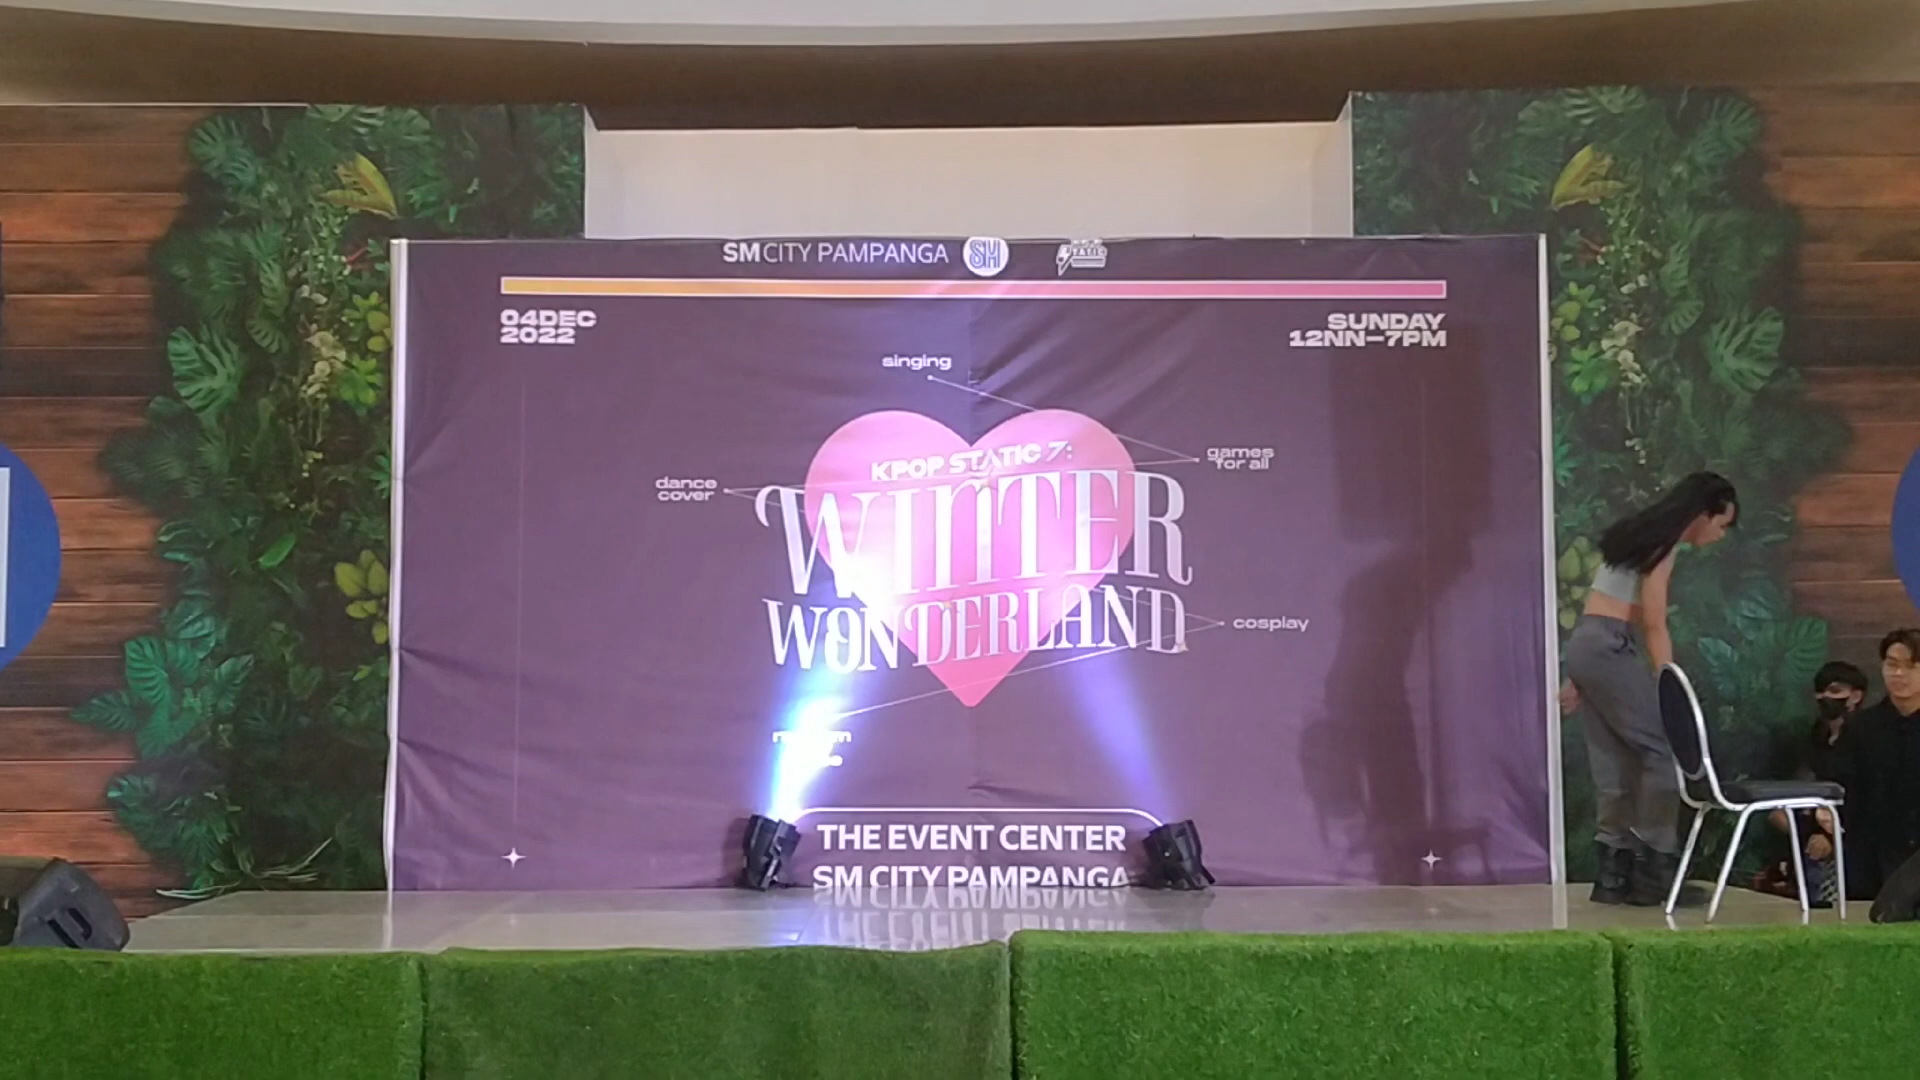 SM CITY PAMPANGA SM
04DEC
2022
SUNDAY
12NN–7PM
singing
games
for all
dance
cover
KPOP STATIC 7:
WINTER
WONDERLAND
cosplay
THE EVENT CENTER
SM CITY PAMPANGA